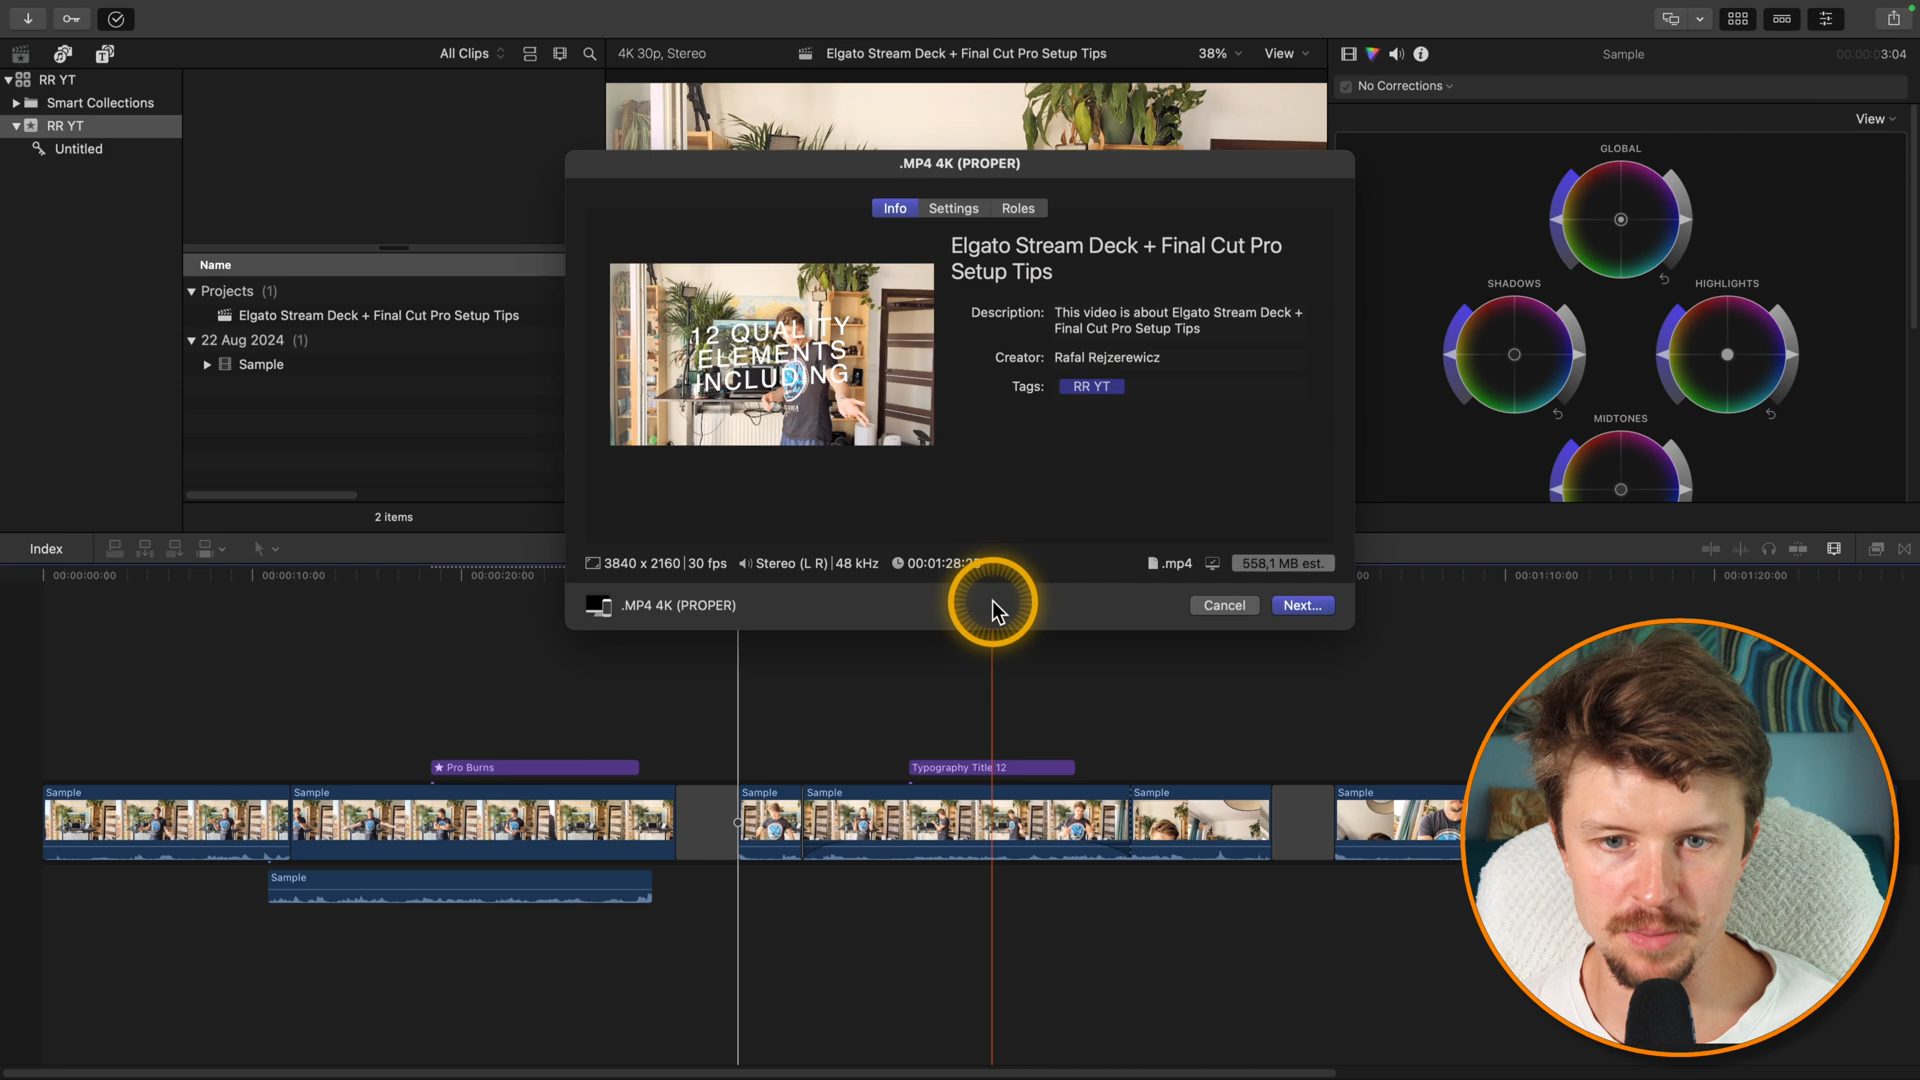 All Clips
4K 30p, Stereo
Elgato Stream Deck + Final Cut Pro Setup Tips
38%
View
Sample
00:00:03:04
RR YT
Smart Collections
RR YT
Untitled
No Corrections
View
GLOBAL
SHADOWS
HIGHLIGHTS
MIDTONES
Name
Projects (1)
Elgato Stream Deck + Final Cut Pro Setup Tips
22 Aug 2024 (1)
Sample
2 items
.MP4 4K (PROPER)
Info
Settings
Roles
12 QUALITY
ELEMENTS
INCLUDING
Elgato Stream Deck + Final Cut Pro
Setup Tips
Description: This video is about Elgato Stream Deck +
Final Cut Pro Setup Tips
Creator: Rafal Rejzerewicz
Tags: RR YT
3840 x 2160 | 30 fps
Stereo (L R) | 48 kHz
00:01:28:
.mp4
558,1 MB est.
.MP4 4K (PROPER)
Cancel
Next...
Index
00:00:00:00
00:00:10:00
00:00:20:00
00:01:10:00
00:01:20:00
Pro Burns
Typography Title 12
Sample
Sample
Sample
Sample
Sample
Sample
Sample